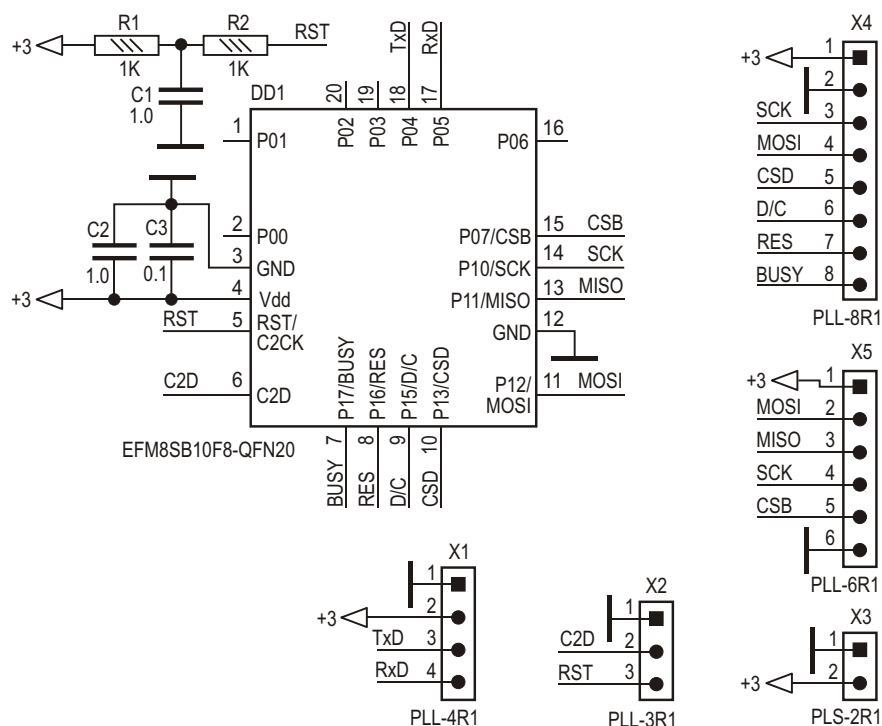 R1
R2
RST
+3
1K
1K
C1
1.0
DD1
20
19
18
17
TxD
RxD
P02
P03
P04
P05
1
P01
P06
16
2
P00
3
GND
4
Vdd
5
RST/
C2CK
6
C2D
C2
1.0
C3
0.1
+3
RST
C2D
P07/CSB
15
CSB
P10/SCK
14
SCK
P11/MISO
13
MISO
GND
12
P12/
MOSI
11
MOSI
P17/BUSY
P16/RES
P15/D/C
P13/CSD
7
8
9
10
BUSY
RES
D/C
CSD
EFM8SB10F8-QFN20
X4
+3
1
2
SCK
3
MOSI
4
CSD
5
D/C
6
RES
7
BUSY
8
PLL-8R1
X5
+3
1
MOSI
2
MISO
3
SCK
4
CSB
5
6
PLL-6R1
X1
1
+3
2
TxD
3
RxD
4
PLL-4R1
X2
1
C2D
2
RST
3
PLL-3R1
X3
1
+3
2
PLS-2R1